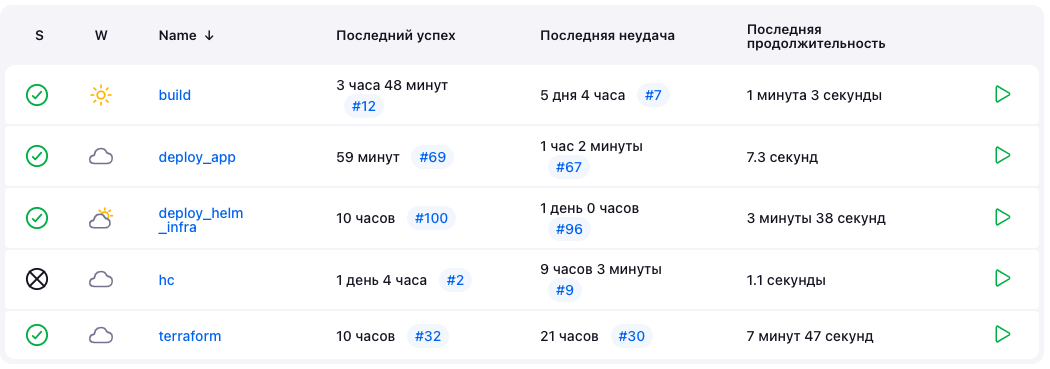 S W Name ↓ Последний успех Последняя неудача Последняя продолжительность
build 3 часа 48 минут #12 5 дня 4 часа #7 1 минута 3 секунды
deploy_app 59 минут #69 1 час 2 минуты #67 7.3 секунд
deploy_helm_infra 10 часов #100 1 день 0 часов #96 3 минуты 38 секунд
hc 1 день 4 часа #2 9 часов 3 минуты #9 1.1 секунды
terraform 10 часов #32 21 часов #30 7 минут 47 секунд